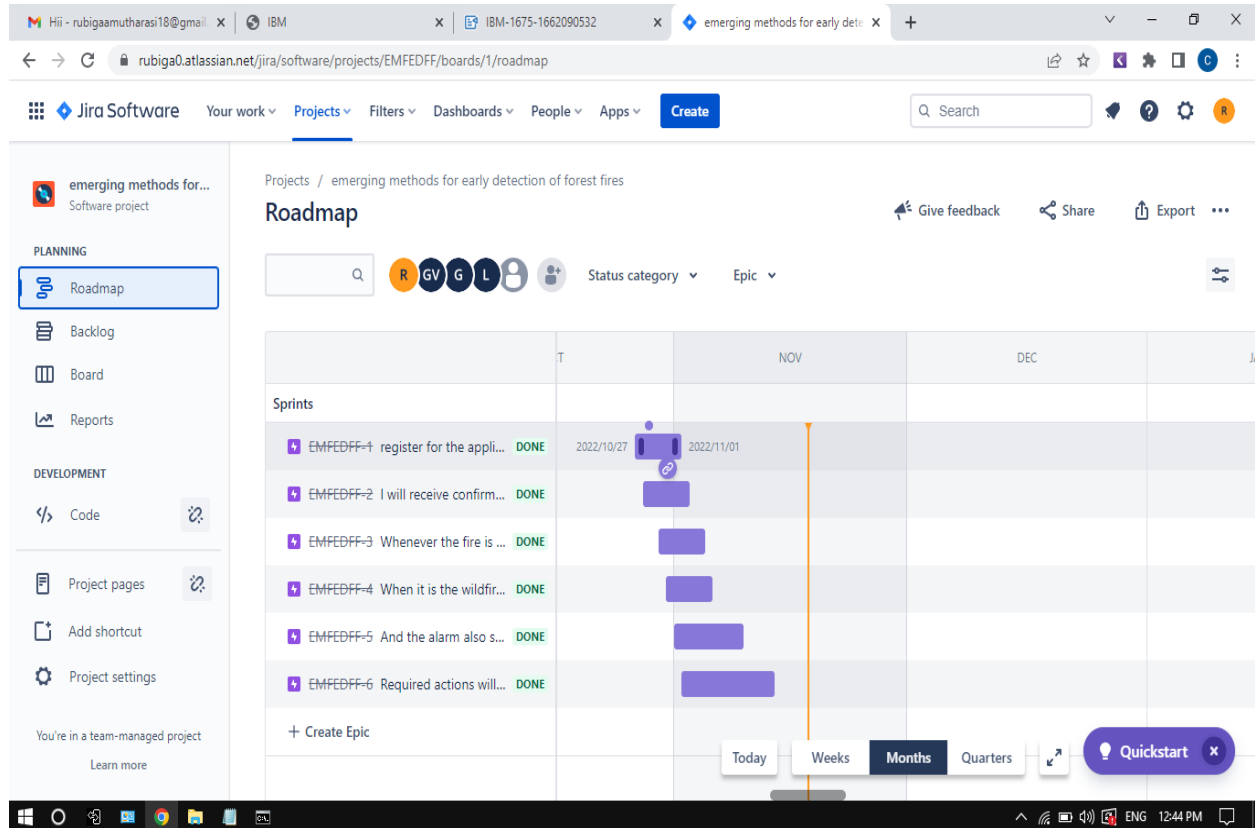 Hii - rubigaamutharasi18@gmail.
IBM
IBM-1675-1662090532
emerging methods for early dete
rubiga0.atlassian.net/jira/software/projects/EMFEDFF/boards/1/roadmap
C
Jira Software Your work Projects Filters Dashboards People Apps Create Search R
emerging methods for...
Software project
PLANNING
Roadmap
Backlog
Board
Reports
DEVELOPMENT
Code
Project pages
Add shortcut
Project settings
You're in a team-managed project
Learn more
Projects / emerging methods for early detection of forest fires
Roadmap
Give feedback Share Export
R GV G L Status category Epic
T NOV DEC JA
Sprints
EMFEDFF-1 register for the appli... DONE 2022/10/27 2022/11/01
EMFEDFF-2 I will receive confirm... DONE
EMFEDFF-3 Whenever the fire is ... DONE
EMFEDFF-4 When it is the wildfir... DONE
EMFEDFF-5 And the alarm also s... DONE
EMFEDFF-6 Required actions will... DONE
+ Create Epic
Today Weeks Months Quarters
Quickstart
ENG 12:44 PM